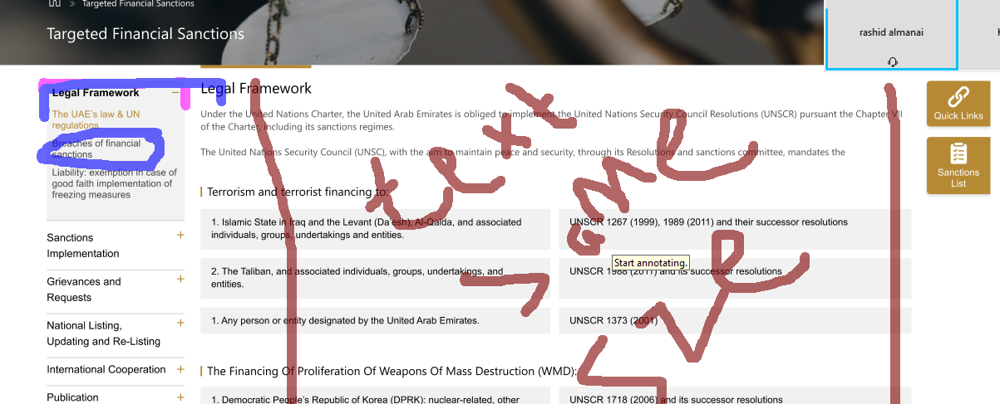 » Targeted Financial Sanctions
Targeted Financial Sanctions
rashid almanai
Legal Framework −
The UAE's law & UN
regulations
Breaches of financial
sanctions
Liability: exemption in case of
good faith implementation of
freezing measures
Sanctions +
Implementation
Grievances and +
Requests
National Listing, +
Updating and Re-Listing
International Cooperation +
Publication +
Legal Framework
Under the United Nations Charter, the United Arab Emirates is obliged to implement the United Nations Security Council Resolutions (UNSCR) pursuant the Chapter VII
of the Charter, including its sanctions regimes.
The United Nations Security Council (UNSC), with the aim to maintain peace and security, through its Resolutions and sanctions committee, mandates the
Terrorism and terrorist financing to:
1. Islamic State in Iraq and the Levant (Da'esh), Al-Qaida, and associated
individuals, groups, undertakings and entities.
UNSCR 1267 (1999), 1989 (2011) and their successor resolutions
2. The Taliban, and associated individuals, groups, undertakings, and
entities.
UNSCR 1988 (2011) and its successor resolutions
1. Any person or entity designated by the United Arab Emirates.
UNSCR 1373 (2001)
The Financing Of Proliferation Of Weapons Of Mass Destruction (WMD):
1. Democratic People's Republic of Korea (DPRK): nuclear-related, other
UNSCR 1718 (2006) and its successor resolutions
Quick Links
Sanctions
List
Start annotating.
text